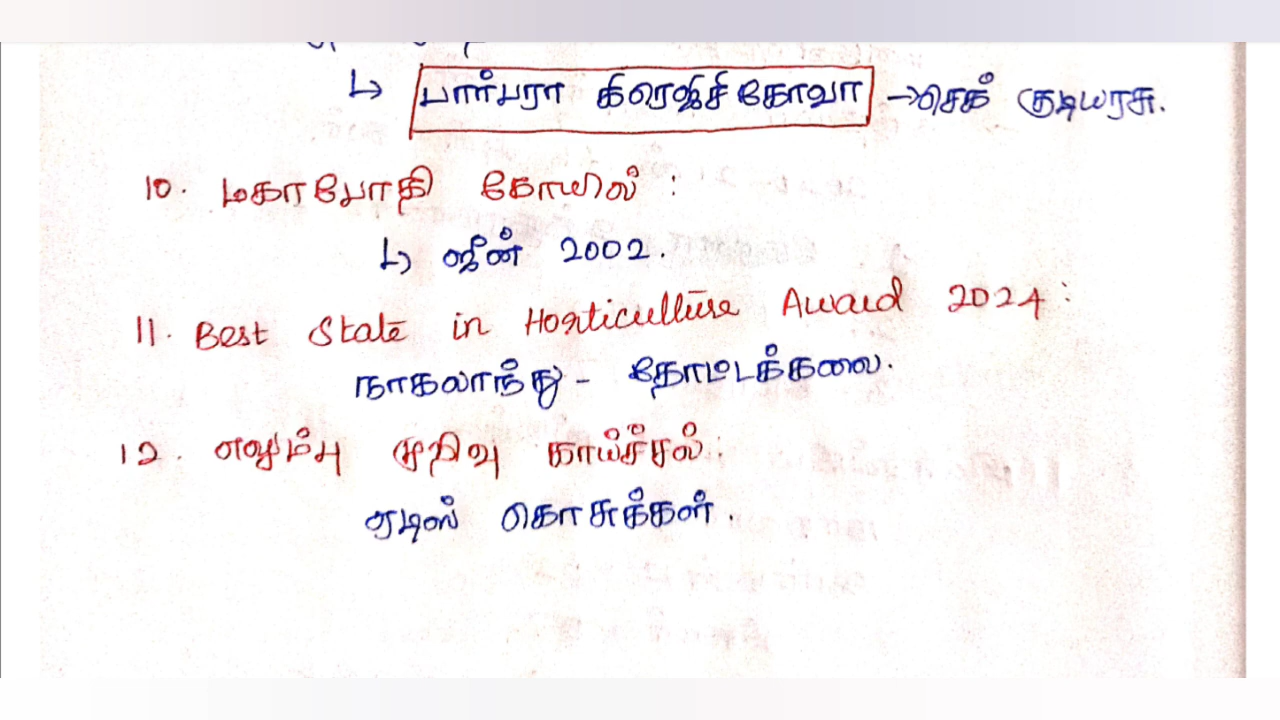 ↳ பார்பரா கிரெஜிசிகோவா → செக் குடியரசு.
10. மகாபோதி கோயில் :
↳ ஜீன் 2002.
11. Best State in Horticulture Award 2024 :
நாகலாந்து - தோட்டக்கலை.
12. எலும்பு முறிவு காய்ச்சல் :
ஏடிஸ் கொசுக்கள்.